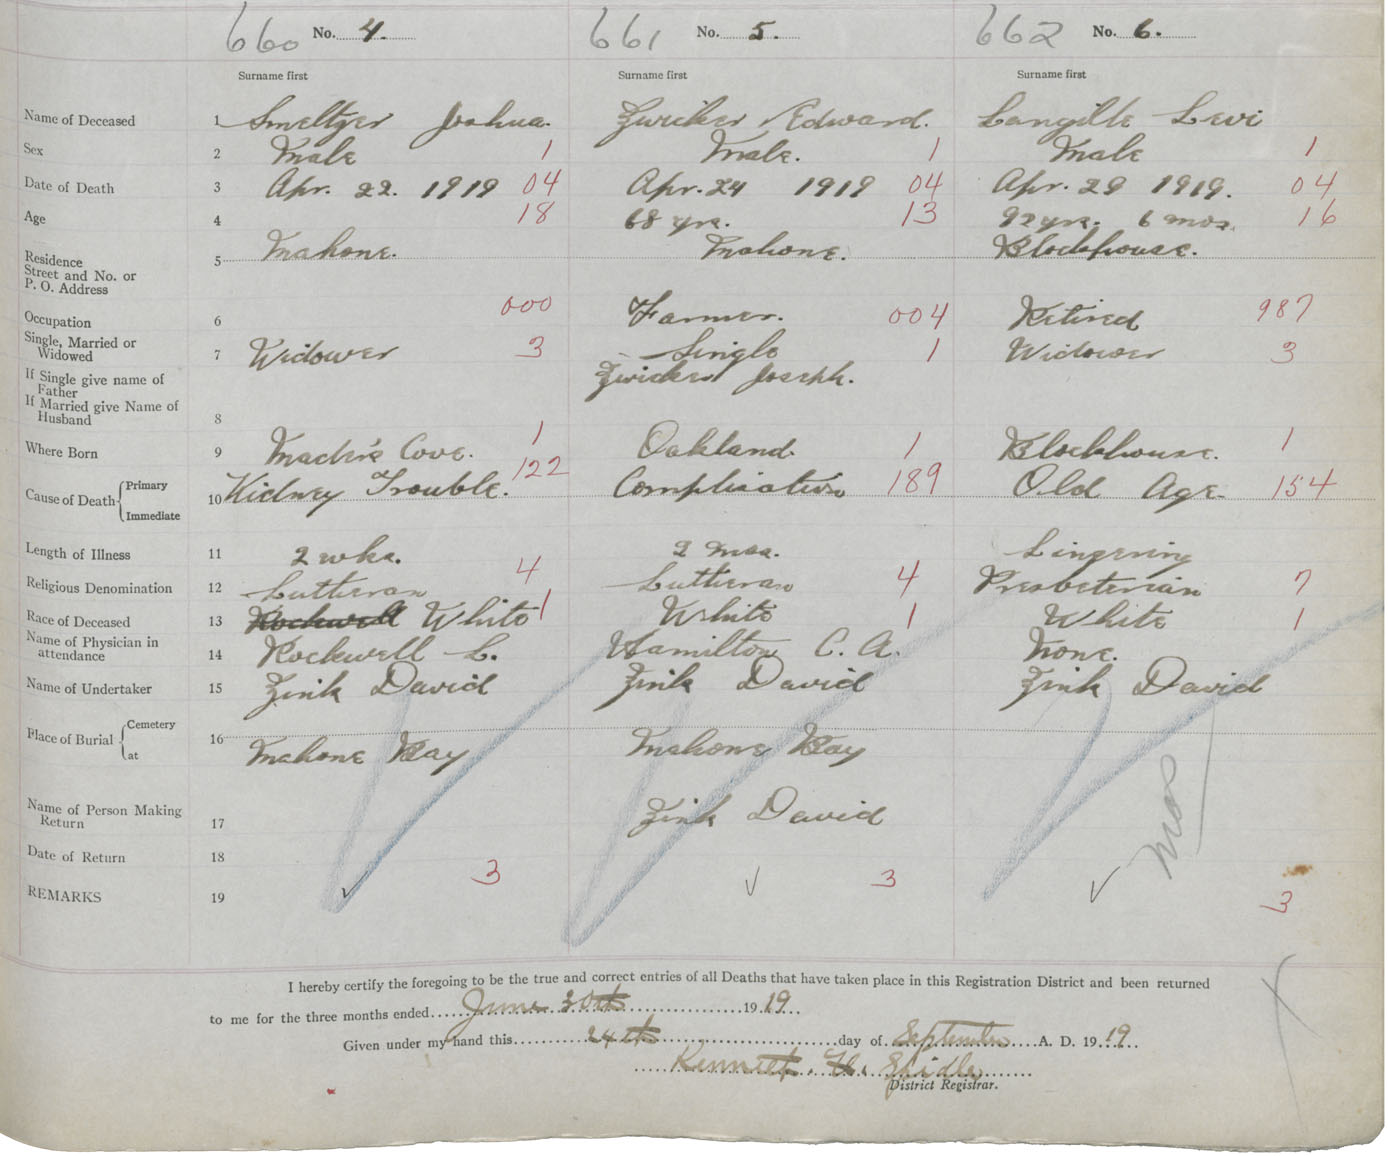 660 No. 4. 661 No. 5. 662 No. 6.
Surname first Surname first Surname first
Name of Deceased 1 Smeltzer Joshua. Zwicker Edward. Langille Levi
Sex 2 Male 1 Male. 1 Male 1
Date of Death 3 Apr. 22. 1919 04 Apr. 24 1919 04 Apr. 29 1919. 04
Age 4 18 68 yrs. 13 92 yrs. 6 mos. 16
Residence
Street and No. or
P. O. Address 5 Mahone. Mahone. Blockhouse.
Occupation 6 000 Farmer. 004 Retired 987
Single, Married or
Widowed 7 Widower 3 Single 1 Widower 3
If Single give name of
Father Zwicker Joseph.
If Married give Name of
Husband 8
Where Born 9 Mader's Cove. 1 Oakland. 1 Blockhouse. 1
Cause of Death Primary
Immediate 10 Kidney Trouble. 122 Complication 189 Old Age. 154
Length of Illness 11 2 wks. 2 mos. Lingering
Religious Denomination 12 Lutheran 4 Lutheran 4 Presbeterian 7
Race of Deceased 13 Rockwell White 1 White 1 White 1
Name of Physician in
attendance 14 Rockwell L. Hamilton C. A. None.
Name of Undertaker 15 Zink David Zink David Zink David
Place of Burial Cemetery
at 16 Mahone Bay Mahone Bay
mos
Name of Person Making
Return 17 Zink David
Date of Return 18
REMARKS 19 3 3 3
I hereby certify the foregoing to be the true and correct entries of all Deaths that have taken place in this Registration District and been returned
to me for the three months ended June 30th 1919
Given under my hand this 24th day of September A. D. 1919.
Kenneth
District Registrar.